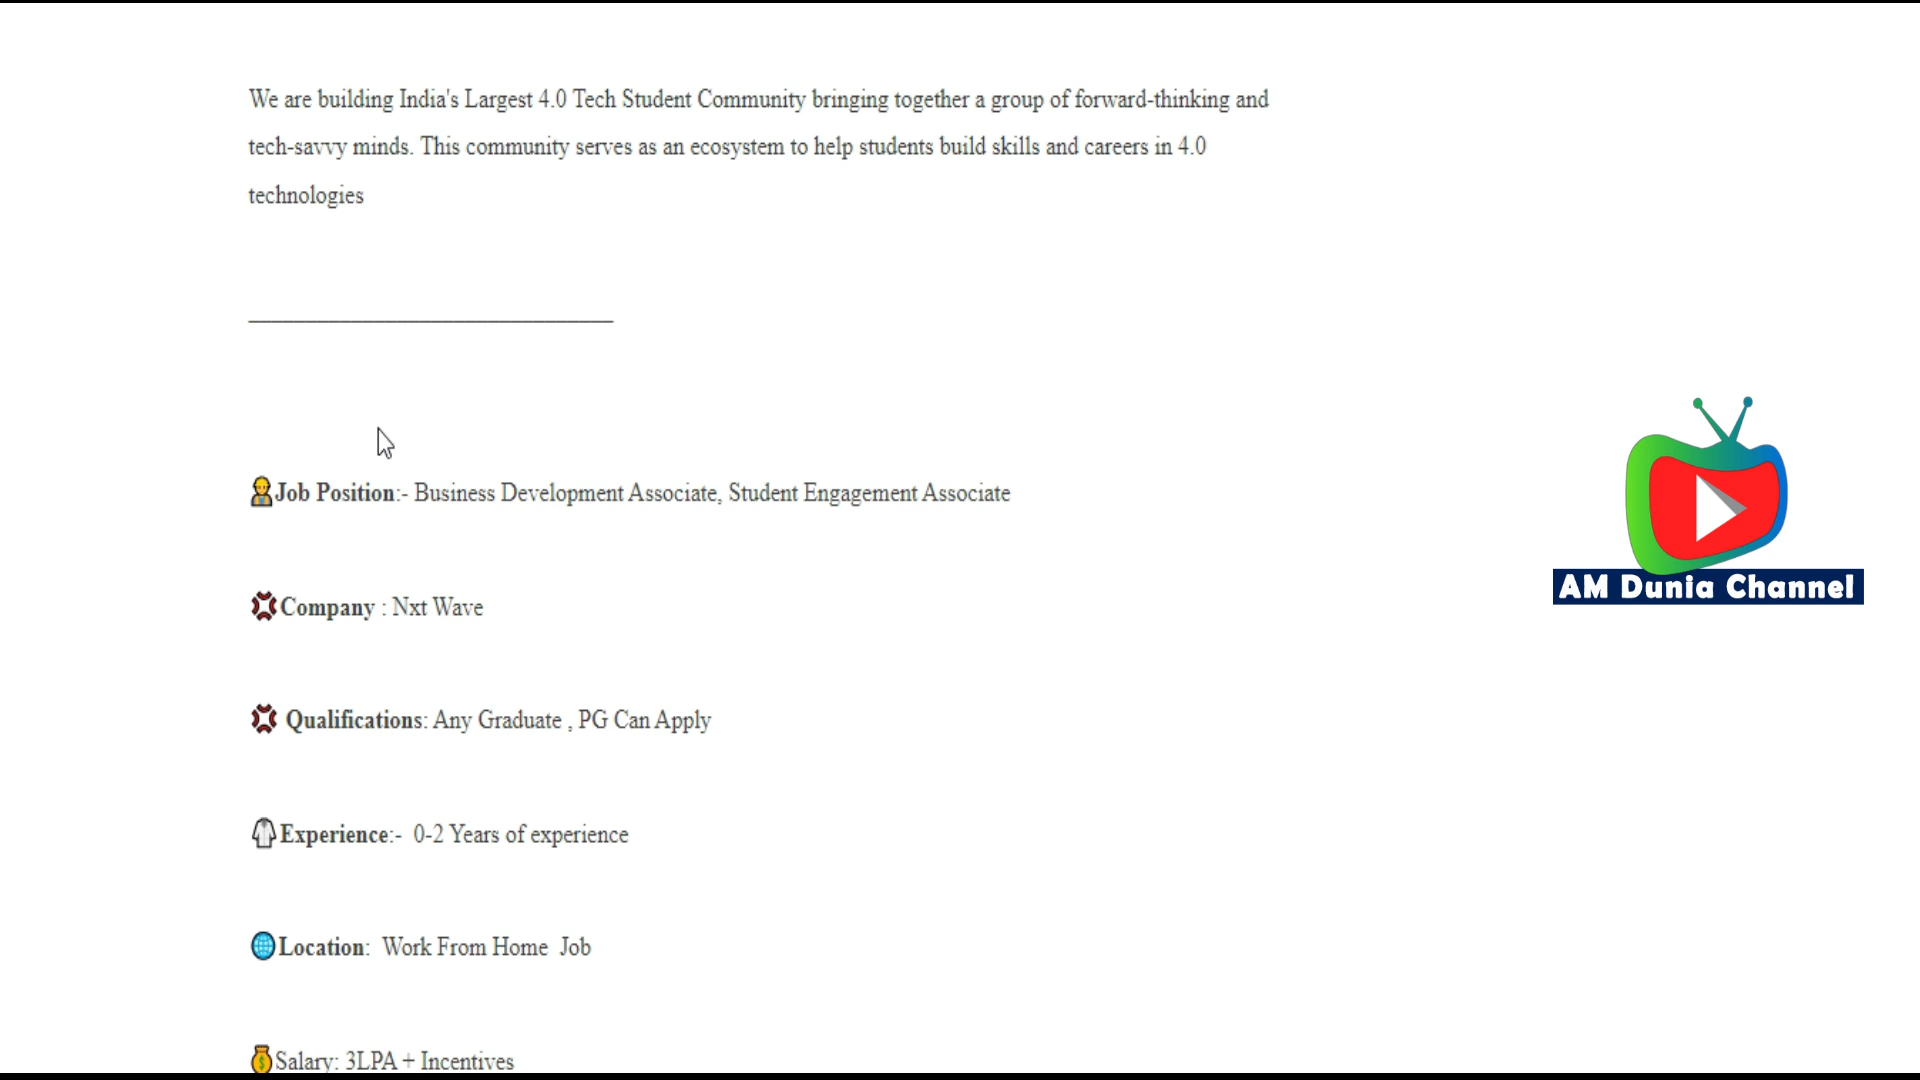 We are building India's Largest 4.0 Tech Student Community bringing together a group of forward-thinking and
tech-savvy minds. This community serves as an ecosystem to help students build skills and careers in 4.0
technologies
Job Position:- Business Development Associate, Student Engagement Associate
Company : Nxt Wave
Qualifications: Any Graduate , PG Can Apply
Experience:- 0-2 Years of experience
Location: Work From Home Job
Salary: 3LPA + Incentives
AM Dunia Channel